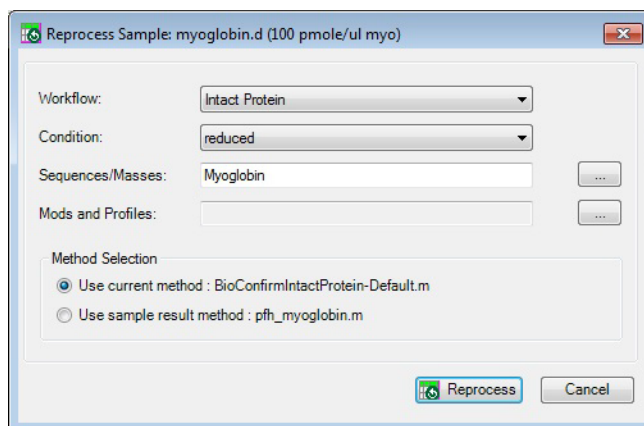 Reprocess Sample: myoglobin.d (100 pmole/ul myo)
Workflow: Intact Protein
Condition: reduced
Sequences/Masses: Myoglobin ...
Mods and Profiles: ...
Method Selection
Use current method : BioConfirmIntactProtein-Default.m
Use sample result method : pfh_myoglobin.m
Reprocess Cancel